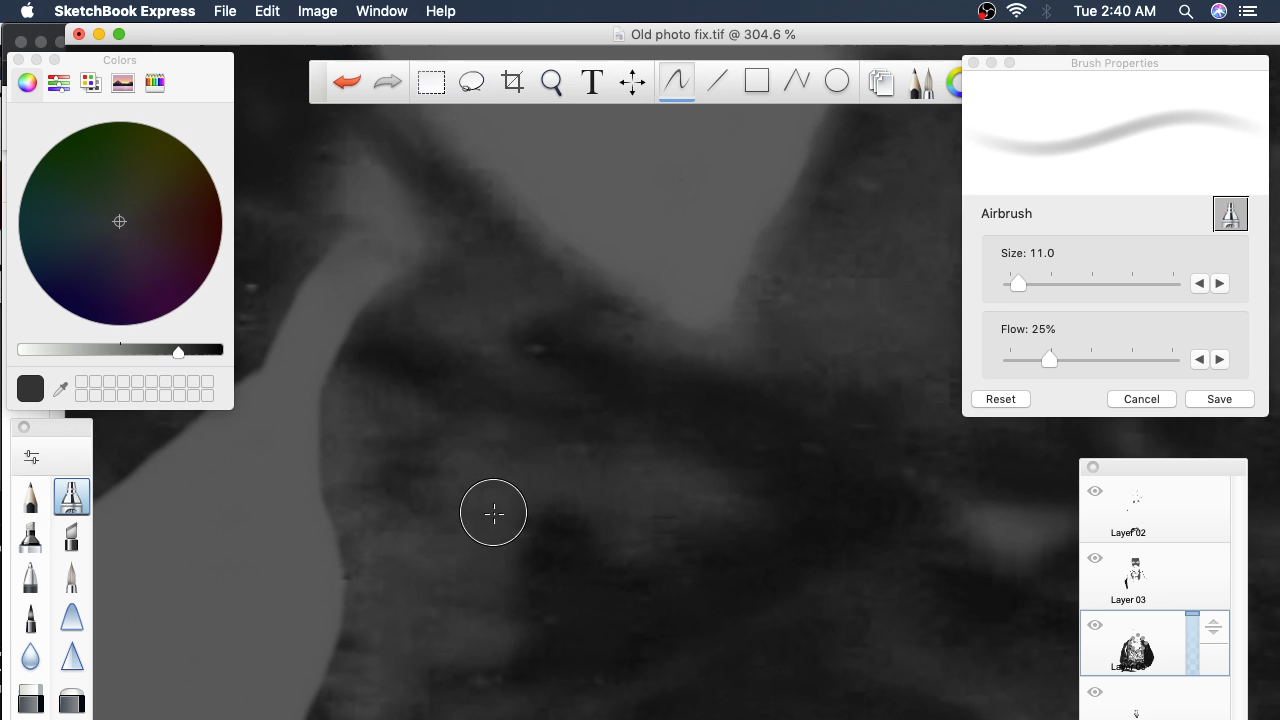 SketchBook Express File Edit Image Window Help Tue 2:40 AM
Old photo fix.tif @ 304.6 %
Colors
T
Brush Properties
Airbrush
Size: 11.0
Flow: 25%
Reset Cancel Save
Layer 02
Layer 03